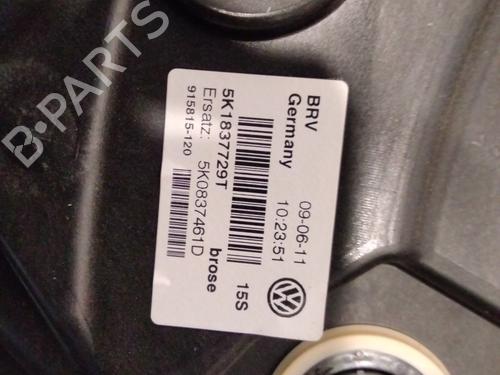 B-PARTS
BRV
Germany
09-06-11
10:23:51
5K1837729T
15S
Ersatz:
5K0837461D
brose
915815-120